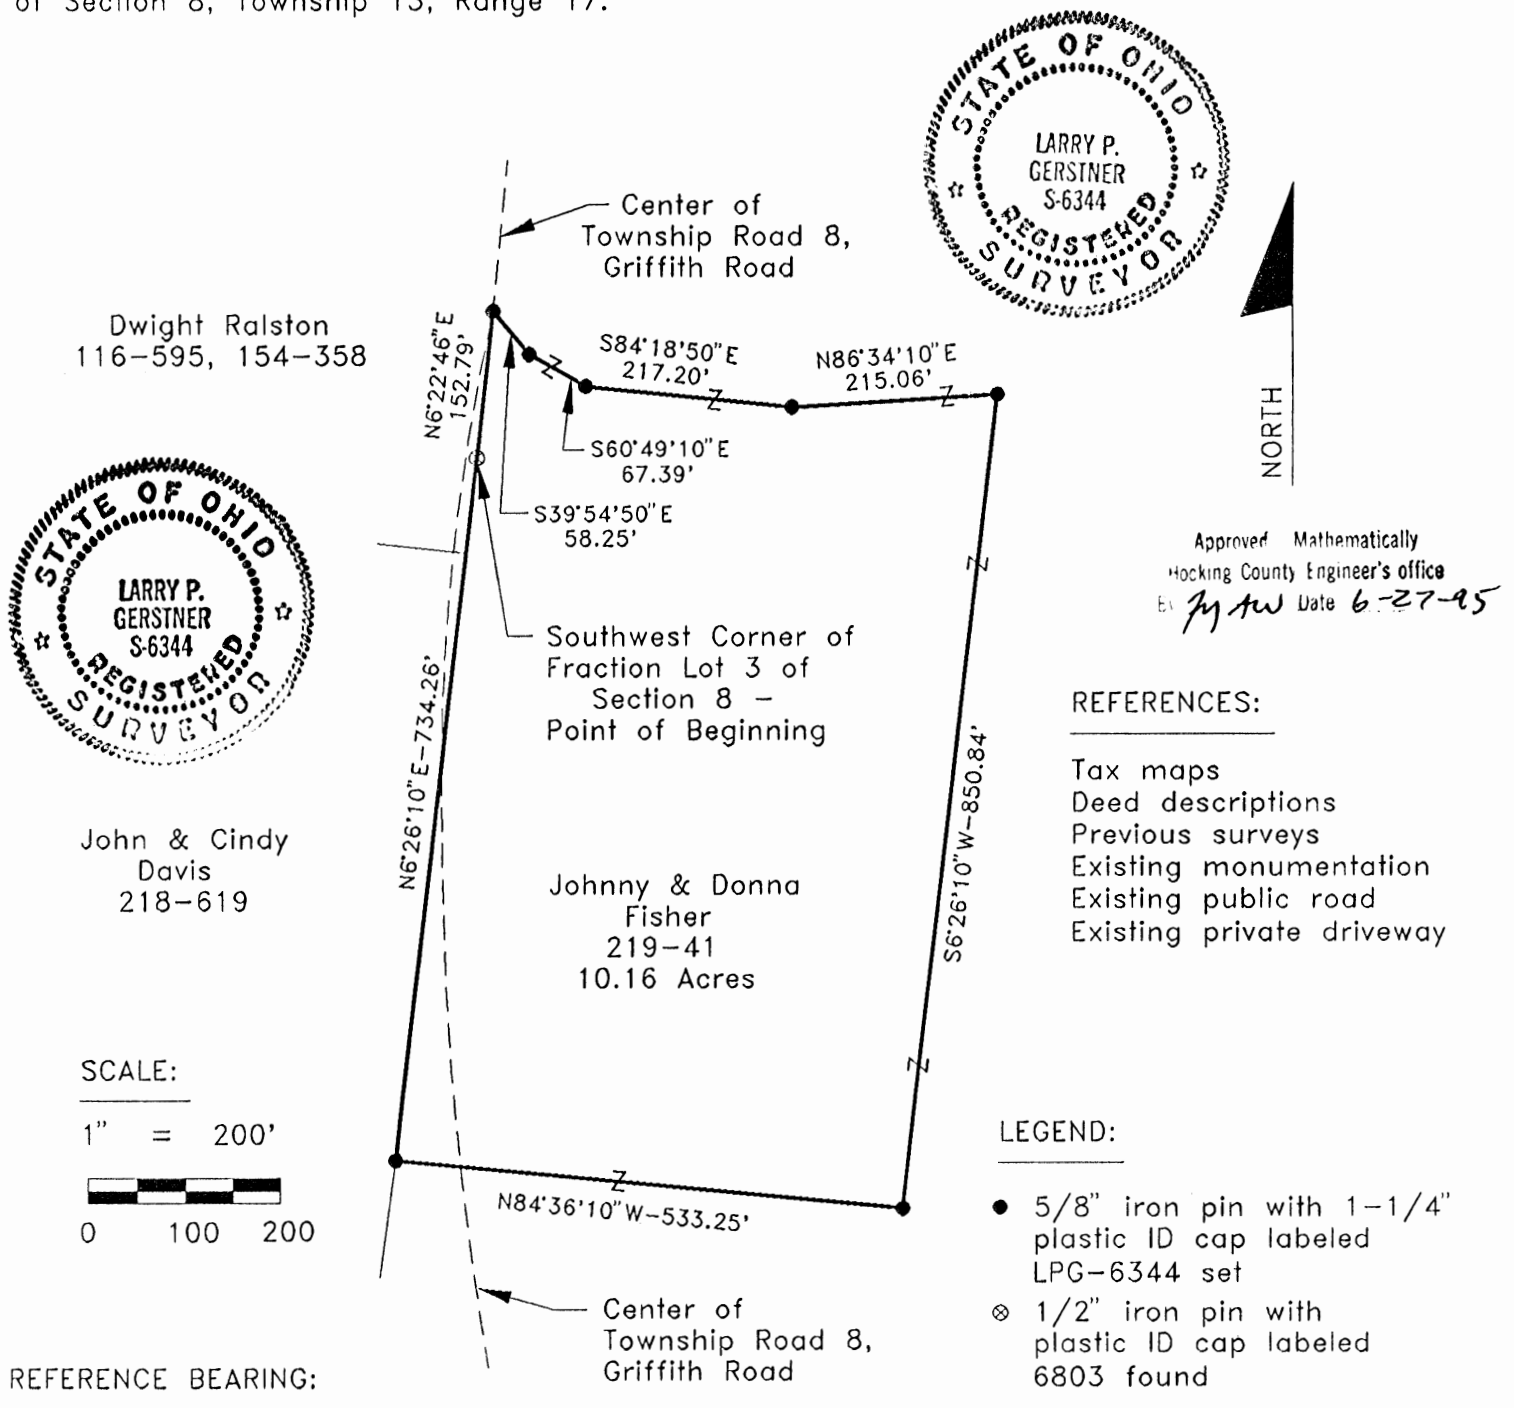 of Section 8, Township 13, Range 17.
STATE OF OHIO
LARRY P.
GERSTNER
S-6344
REGISTERED
SURVEYOR
Center of
Township Road 8,
Griffith Road
Dwight Ralston
116-595, 154-358
N6°22'46"E
152.79'
S84°18'50"E
217.20'
N86°34'10"E
215.06'
S60°49'10"E
67.39'
S39°54'50"E
58.25'
NORTH
STATE OF OHIO
LARRY P.
GERSTNER
S-6344
REGISTERED
SURVEYOR
Approved Mathematically
Hocking County Engineer's office
Date 6-27-95
Southwest Corner of
Fraction Lot 3 of
Section 8 -
Point of Beginning
N6°26'10"E-734.26'
S6°26'10"W-850.84'
REFERENCES:
Tax maps
Deed descriptions
Previous surveys
Existing monumentation
Existing public road
Existing private driveway
John & Cindy
Davis
218-619
Johnny & Donna
Fisher
219-41
10.16 Acres
SCALE:
1" = 200'
0 100 200
N84°36'10"W-533.25'
LEGEND:
5/8" iron pin with 1-1/4"
plastic ID cap labeled
LPG-6344 set
1/2" iron pin with
plastic ID cap labeled
6803 found
Center of
Township Road 8,
Griffith Road
REFERENCE BEARING: